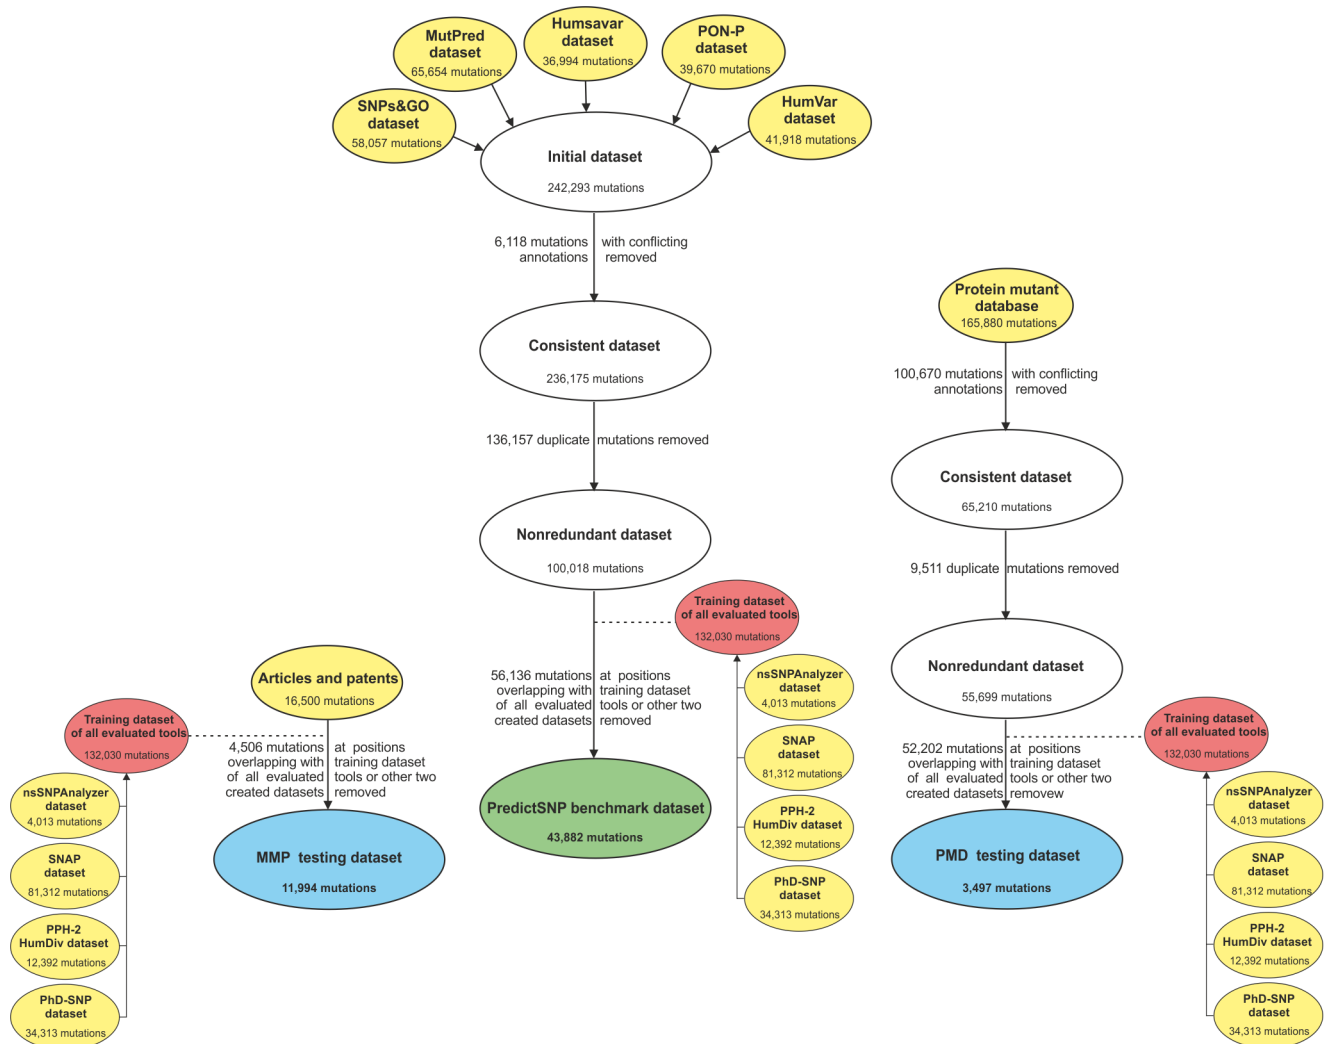 MutPred
dataset
65,654 mutations
Humsavar
dataset
36,994 mutations
PON-P
dataset
39,670 mutations
SNPs&GO
dataset
58,057 mutations
HumVar
dataset
41,918 mutations
Initial dataset
242,293 mutations
6,118 mutations with conflicting
annotations removed
Consistent dataset
236,175 mutations
136,157 duplicate mutations removed
Nonredundant dataset
100,018 mutations
Training dataset
of all evaluated tools
132,030 mutations
56,136 mutations at positions
overlapping with training dataset
of all evaluated tools or other two
created datasets removed
nsSNPAnalyzer
dataset
4,013 mutations
SNAP
dataset
81,312 mutations
PPH-2
HumDiv dataset
12,392 mutations
PhD-SNP
dataset
34,313 mutations
PredictSNP benchmark dataset
43,882 mutations
Protein mutant
database
165,880 mutations
100,670 mutations with conflicting
annotations removed
Consistent dataset
65,210 mutations
9,511 duplicate mutations removed
Nonredundant dataset
55,699 mutations
Training dataset
of all evaluated tools
132,030 mutations
52,202 mutations at positions
overlapping with training dataset
of all evaluated tools or other two
created datasets removew
nsSNPAnalyzer
dataset
4,013 mutations
SNAP
dataset
81,312 mutations
PPH-2
HumDiv dataset
12,392 mutations
PhD-SNP
dataset
34,313 mutations
PMD testing dataset
3,497 mutations
Articles and patents
16,500 mutations
Training dataset
of all evaluated tools
132,030 mutations
4,506 mutations at positions
overlapping with training dataset
of all evaluated tools or other two
created datasets removed
nsSNPAnalyzer
dataset
4,013 mutations
SNAP
dataset
81,312 mutations
PPH-2
HumDiv dataset
12,392 mutations
PhD-SNP
dataset
34,313 mutations
MMP testing dataset
11,994 mutations